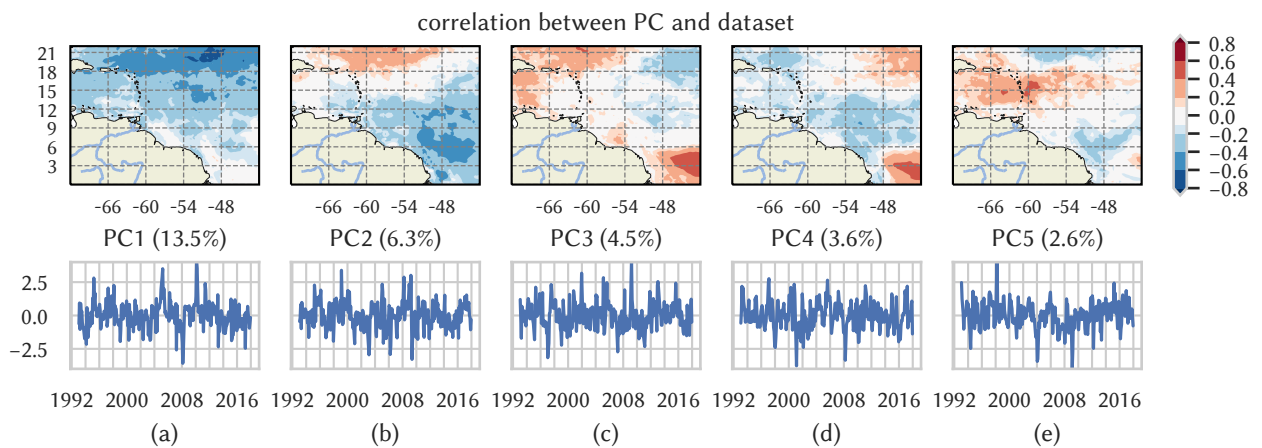 correlation between PC and dataset
21
18
15
12
9
6
3
-66 -60 -54 -48
-66 -60 -54 -48
-66 -60 -54 -48
-66 -60 -54 -48
-66 -60 -54 -48
0.8
0.6
0.4
0.2
0.0
−0.2
−0.4
−0.6
−0.8
PC1 (13.5%)
PC2 (6.3%)
PC3 (4.5%)
PC4 (3.6%)
PC5 (2.6%)
2.5
0.0
−2.5
1992 2000 2008 2016
1992 2000 2008 2016
1992 2000 2008 2016
1992 2000 2008 2016
1992 2000 2008 2016
(a)
(b)
(c)
(d)
(e)